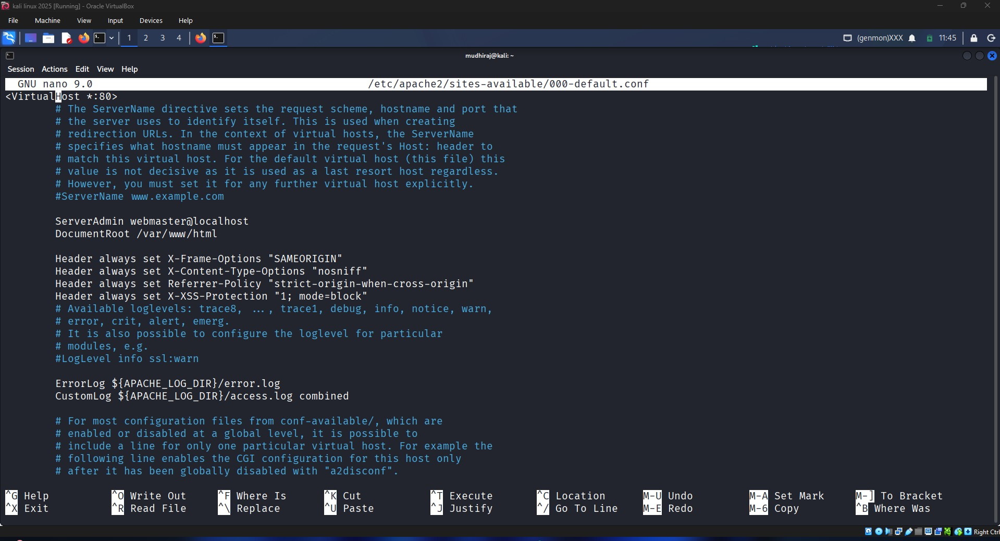 kali linux 2025 [Running] - Oracle VirtualBox
File Machine View Input Devices Help
1 2 3 4 (genmon)XXX 11:45
mudhiraj@kali: ~
Session Actions Edit View Help
GNU nano 9.0 /etc/apache2/sites-available/000-default.conf
<VirtualHost *:80>
# The ServerName directive sets the request scheme, hostname and port that
# the server uses to identify itself. This is used when creating
# redirection URLs. In the context of virtual hosts, the ServerName
# specifies what hostname must appear in the request's Host: header to
# match this virtual host. For the default virtual host (this file) this
# value is not decisive as it is used as a last resort host regardless.
# However, you must set it for any further virtual host explicitly.
#ServerName www.example.com
ServerAdmin webmaster@localhost
DocumentRoot /var/www/html
Header always set X-Frame-Options "SAMEORIGIN"
Header always set X-Content-Type-Options "nosniff"
Header always set Referrer-Policy "strict-origin-when-cross-origin"
Header always set X-XSS-Protection "1; mode=block"
# Available loglevels: trace8, ..., trace1, debug, info, notice, warn,
# error, crit, alert, emerg.
# It is also possible to configure the loglevel for particular
# modules, e.g.
#LogLevel info ssl:warn
ErrorLog ${APACHE_LOG_DIR}/error.log
CustomLog ${APACHE_LOG_DIR}/access.log combined
# For most configuration files from conf-available/, which are
# enabled or disabled at a global level, it is possible to
# include a line for only one particular virtual host. For example the
# following line enables the CGI configuration for this host only
# after it has been globally disabled with "a2disconf".
^G Help ^O Write Out ^F Where Is ^K Cut ^T Execute ^C Location M-U Undo M-A Set Mark M-] To Bracket
^X Exit ^R Read File ^\ Replace ^U Paste ^J Justify ^/ Go To Line M-E Redo M-6 Copy ^B Where Was
Right Ctrl